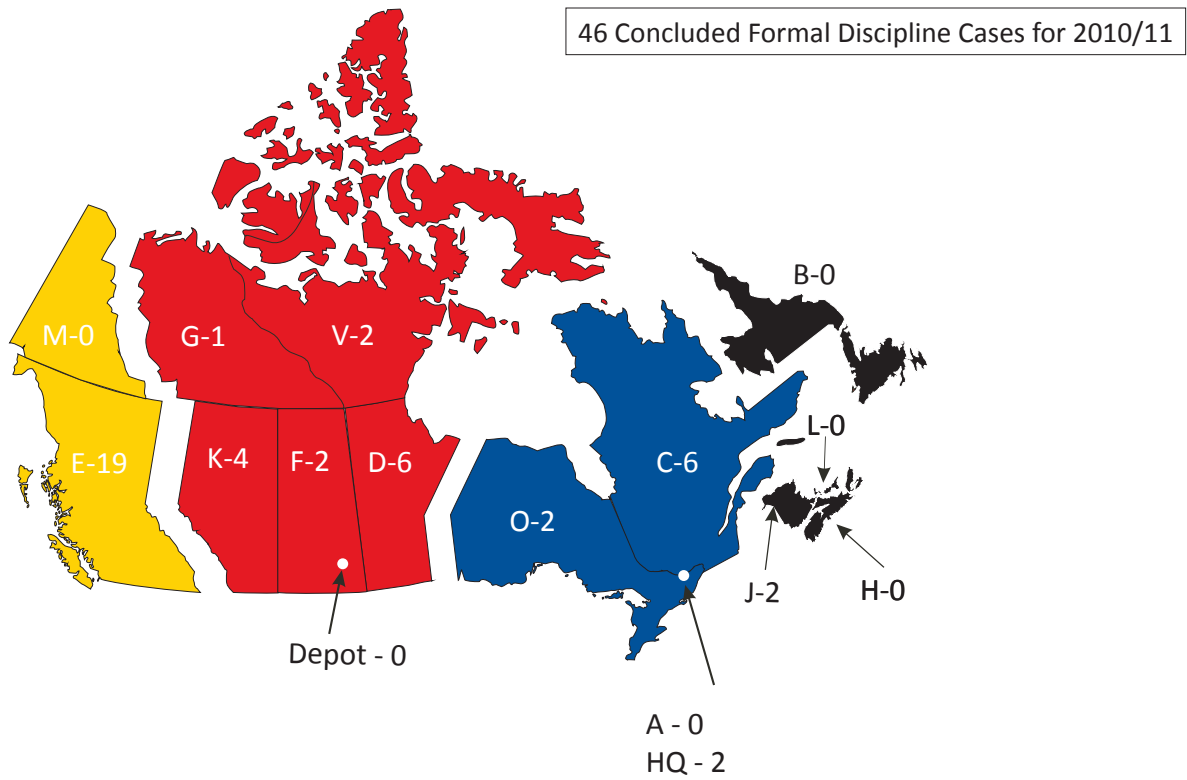 46 Concluded Formal Discipline Cases for 2010/11
B-0
M-0
G-1
V-2
L-0
K-4
F-2
D-6
E-19
C-6
O-2
J-2
H-0
Depot - 0
A - 0
HQ - 2